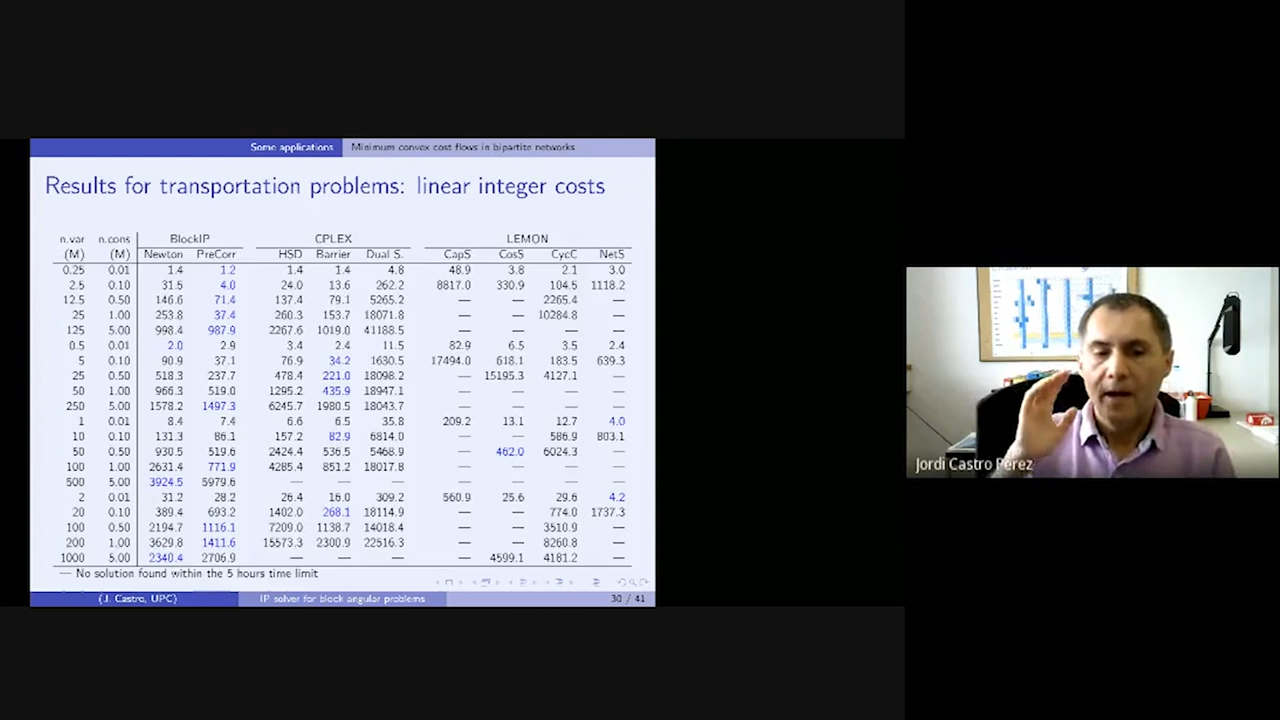 Some applications Minimum convex cost flows in bipartite networks
Results for transportation problems: linear integer costs
n.var n.cons BlockIP CPLEX LEMON
(M) (M) Newton PreCorr HSD Barrier Dual S. CapS CosS CycC NetS
0.25 0.01 1.4 1.2 1.4 1.4 4.8 48.9 3.8 2.1 3.0
2.5 0.10 31.5 4.0 24.0 13.6 262.2 8817.0 330.9 104.5 1118.2
12.5 0.50 146.6 71.4 137.4 79.1 5265.2 — — 2265.4 —
25 1.00 253.8 37.4 260.5 153.7 18071.8 — — 10284.8 —
125 5.00 998.4 987.9 2267.6 1019.0 41188.5 — — — —
0.5 0.01 2.0 2.9 3.4 2.4 11.5 82.9 6.5 3.5 2.4
5 0.10 90.9 37.1 76.9 34.2 1630.5 17494.0 618.1 183.5 639.3
25 0.50 518.3 237.7 478.4 221.0 18098.2 — 15195.3 4127.1 —
50 1.00 966.3 519.0 1295.2 435.9 18947.1 — — — —
250 5.00 1578.2 1497.3 6245.7 1980.5 18043.7 — — — —
1 0.01 8.4 7.4 6.6 6.5 35.8 209.2 13.1 12.7 4.0
10 0.10 131.3 86.1 157.2 82.9 6814.0 — — 586.9 803.1
50 0.50 930.5 519.6 2424.4 536.5 5468.9 — 462.0 6024.3 —
100 1.00 2631.4 771.9 4285.4 851.2 18017.8 — — — —
500 5.00 3924.5 5979.6 — — — — — — —
2 0.01 31.2 28.2 26.4 16.0 309.2 560.9 25.6 29.6 4.2
20 0.10 389.4 693.2 1402.0 268.1 18114.9 — — 774.0 1737.3
100 0.50 2194.7 1116.1 7209.0 1138.7 14018.4 — — 3510.9 —
200 1.00 3629.8 1411.6 15573.3 2300.9 22516.3 — — 8260.8 —
1000 5.00 2340.4 2706.9 — — — — 4599.1 4181.2 —
— No solution found within the 5 hours time limit
(J. Castro, UPC) IP solver for block angular problems 30 / 41
Jordi Castro Pérez